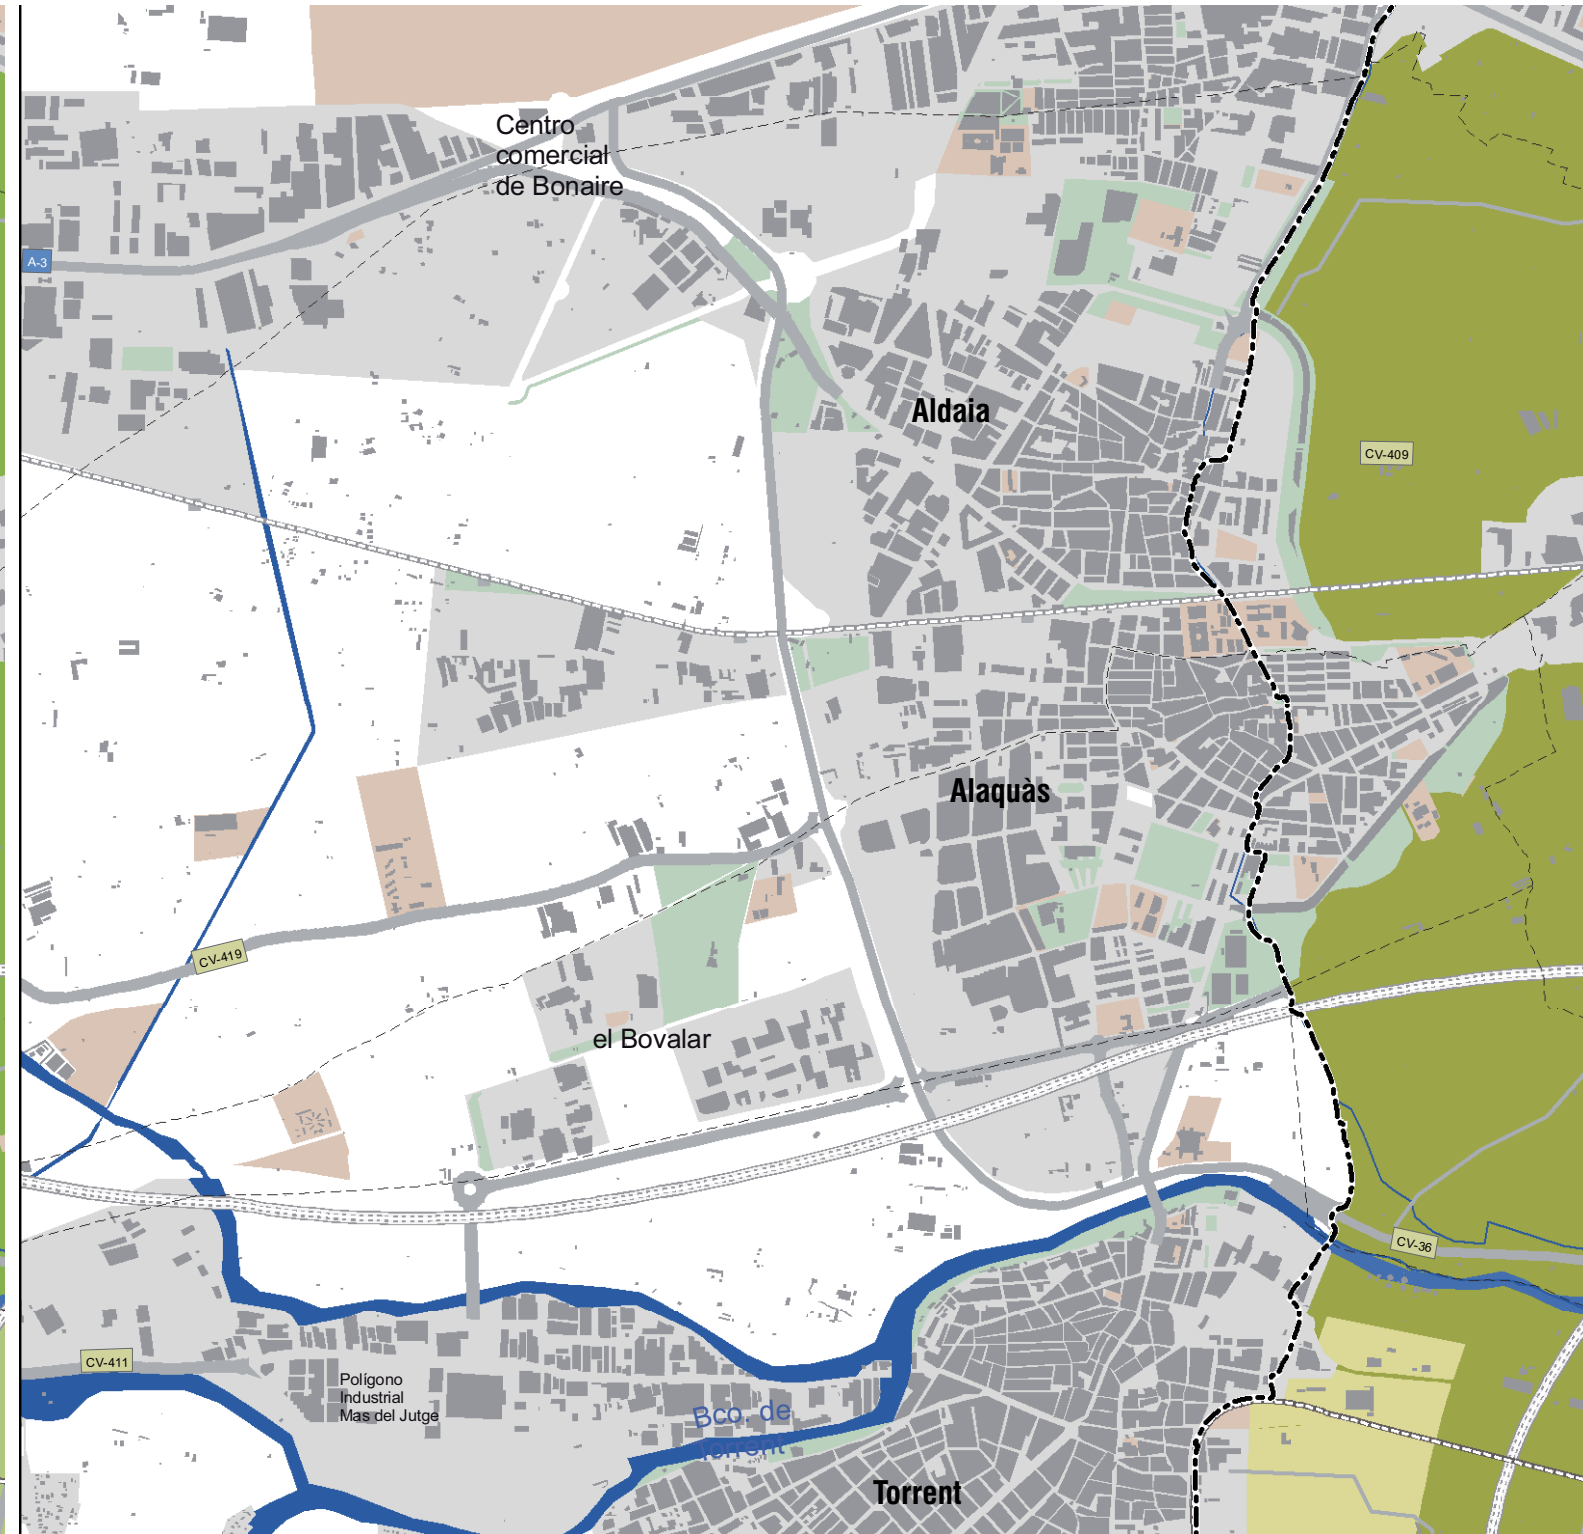 Centro
comercial
de Bonaire
A-3
Aldaia
CV-409
Alaquàs
CV-419
el Bovalar
CV-36
CV-411
Polígono
Industrial
Mas del Jutge
Bco. de
Torrent
Torrent